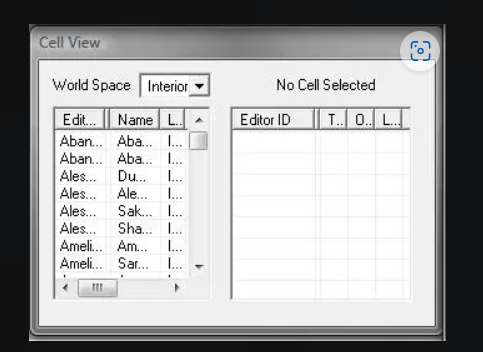 Cell View
World Space Interior No Cell Selected
Edit... Name L... Editor ID T... O... L...
Aban... Aba... I...
Aban... Aba... I...
Ales... Du... I...
Ales... Ale... I...
Ales... Sak... I...
Ales... Sha... I...
Ameli... Am... I...
Ameli... Sar... I...